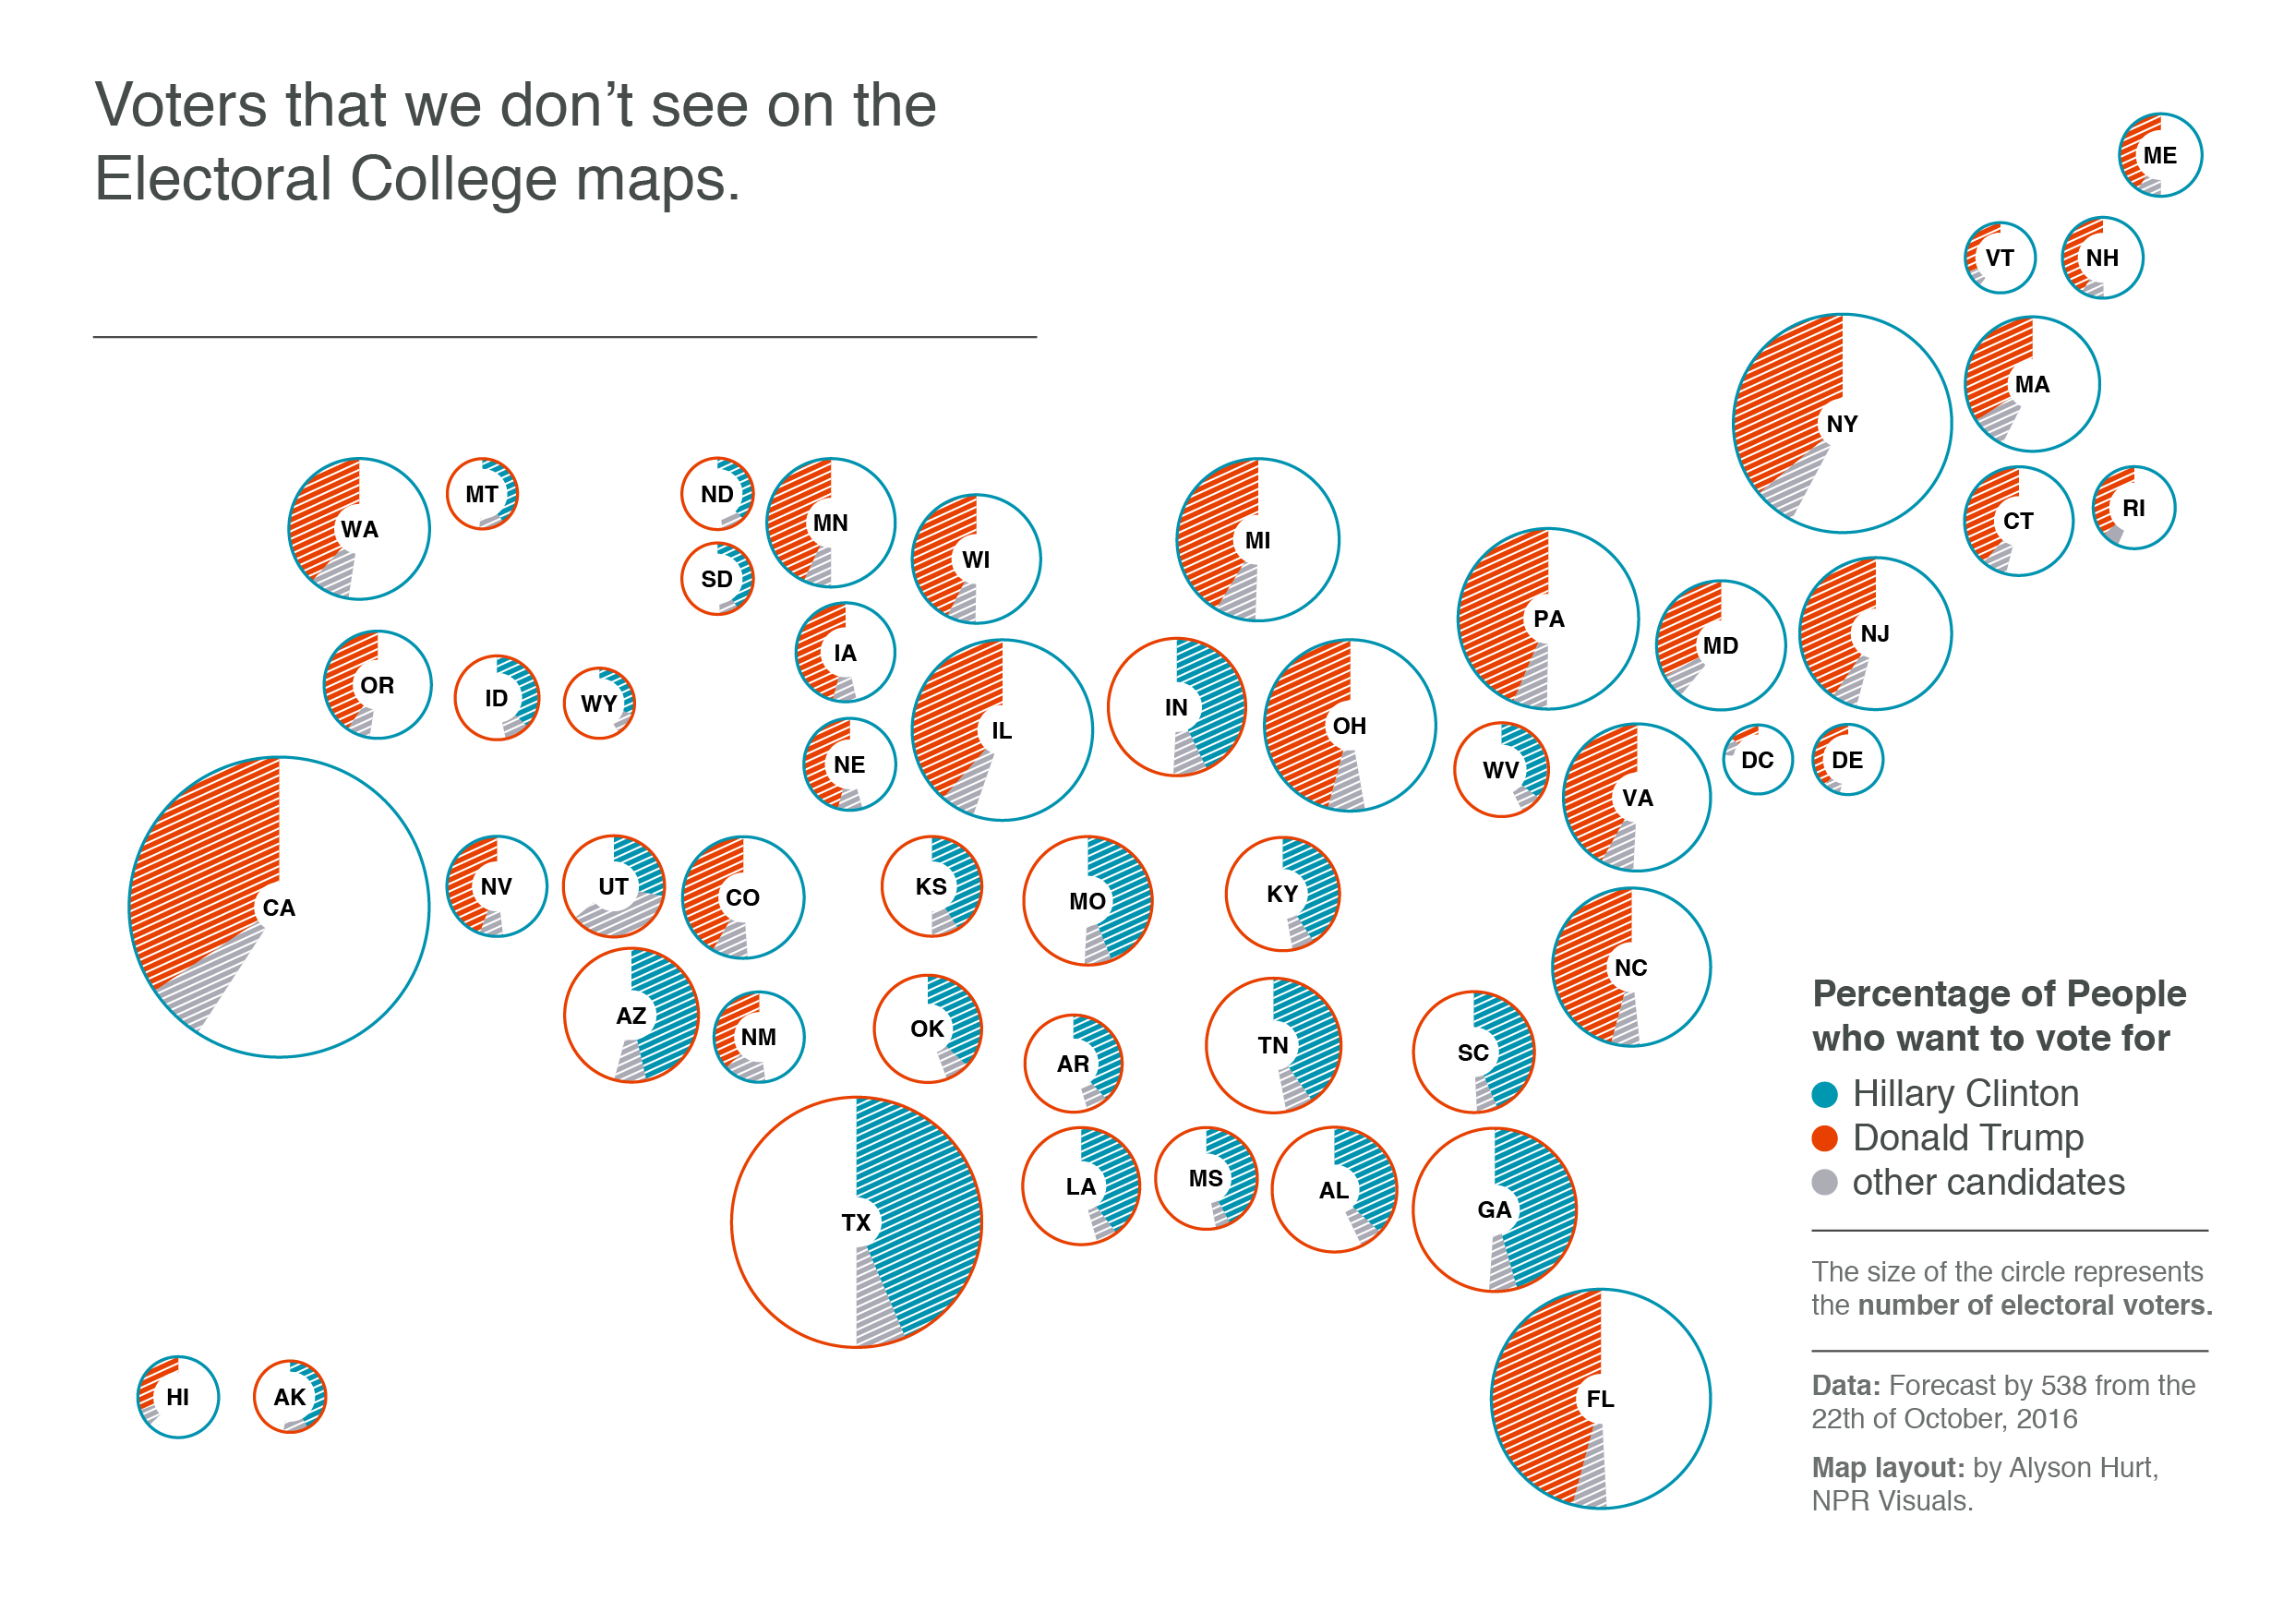 Voters that we don’t see on the
Electoral College maps.
ME
VT
NH
NY
MA
WA
MT
ND
MN
WI
MI
CT
RI
SD
OR
ID
WY
IA
IL
IN
OH
PA
MD
NJ
NE
WV
VA
DC
DE
CA
NV
UT
CO
KS
MO
KY
NC
AZ
NM
OK
AR
TN
SC
TX
LA
MS
AL
GA
HI
AK
FL
Percentage of People
who want to vote for
Hillary Clinton
Donald Trump
other candidates
The size of the circle represents
the number of electoral voters.
Data: Forecast by 538 from the
22th of October, 2016
Map layout: by Alyson Hurt,
NPR Visuals.